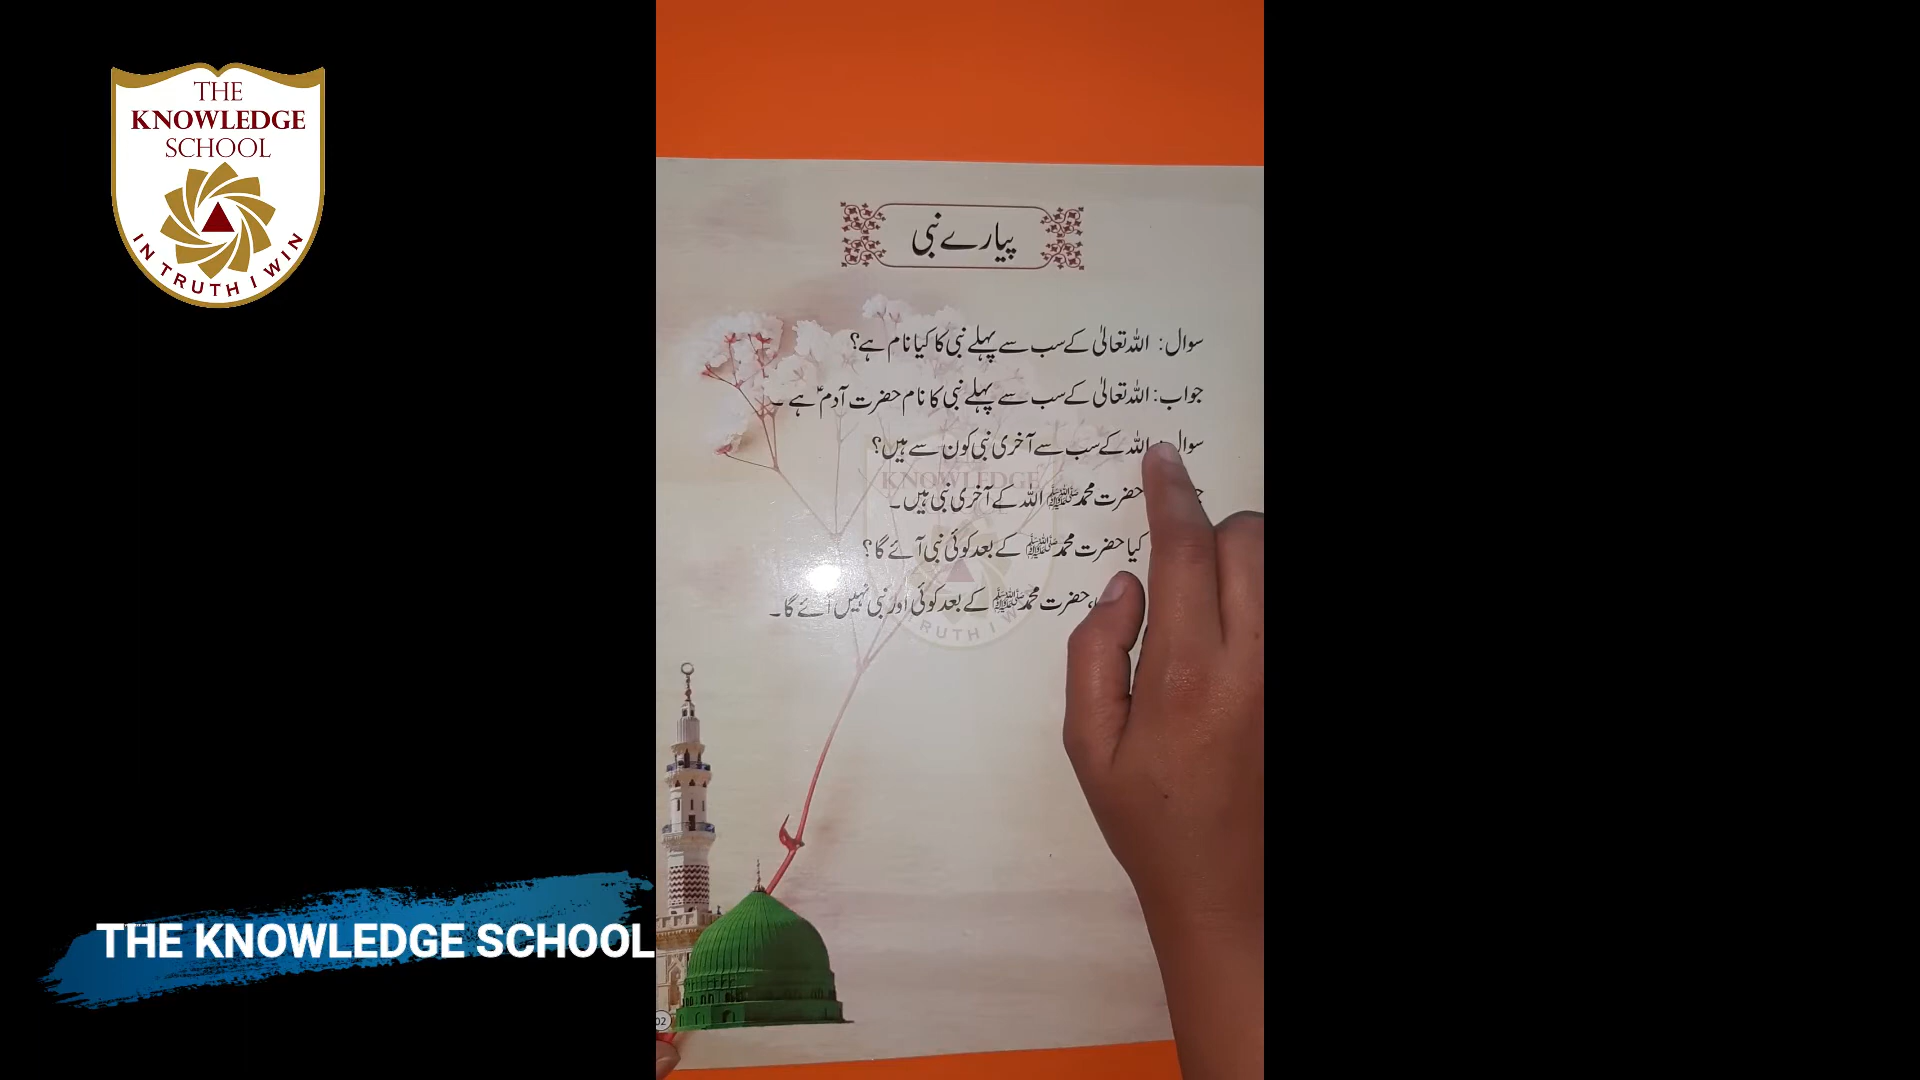 THE
KNOWLEDGE
SCHOOL
IN TRUTH I WIN
پیارے نبی
سوال: اللہ تعالیٰ کے سب سے پہلے نبی کا کیا نام ہے؟
جواب: اللہ تعالیٰ کے سب سے پہلے نبی کا نام حضرت آدمؑ ہے۔
سوال: اللہ کے سب سے آخری نبی کون سے ہیں؟
حضرت محمد ﷺ اللہ کے آخری نبی ہیں۔
کیا حضرت محمد ﷺ کے بعد کوئی نبی آئے گا؟
، حضرت محمد ﷺ کے بعد کوئی اور نبی نہیں آئے گا۔
KNOWLEDGE
TRUTH I W
THE KNOWLEDGE SCHOOL
02